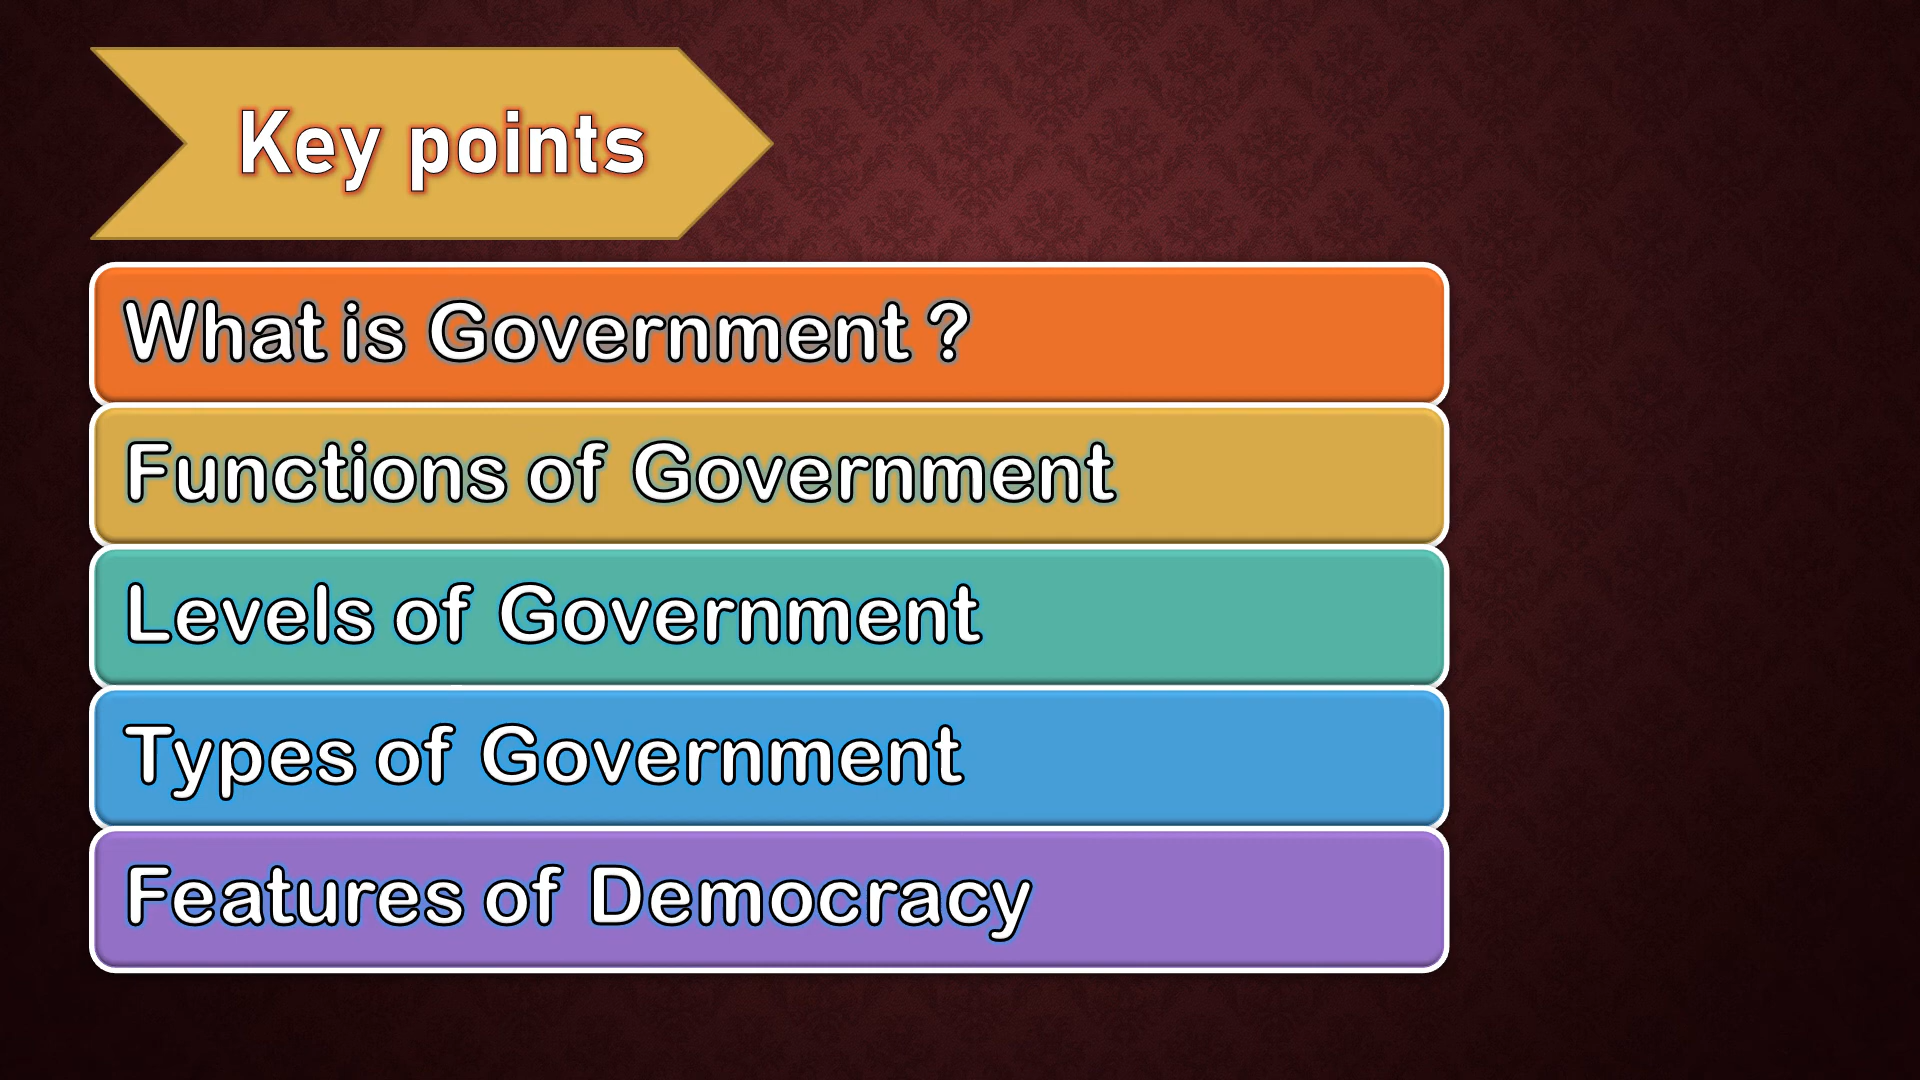 Key points
What is Government ?
Functions of Government
Levels of Government
Types of Government
Features of Democracy